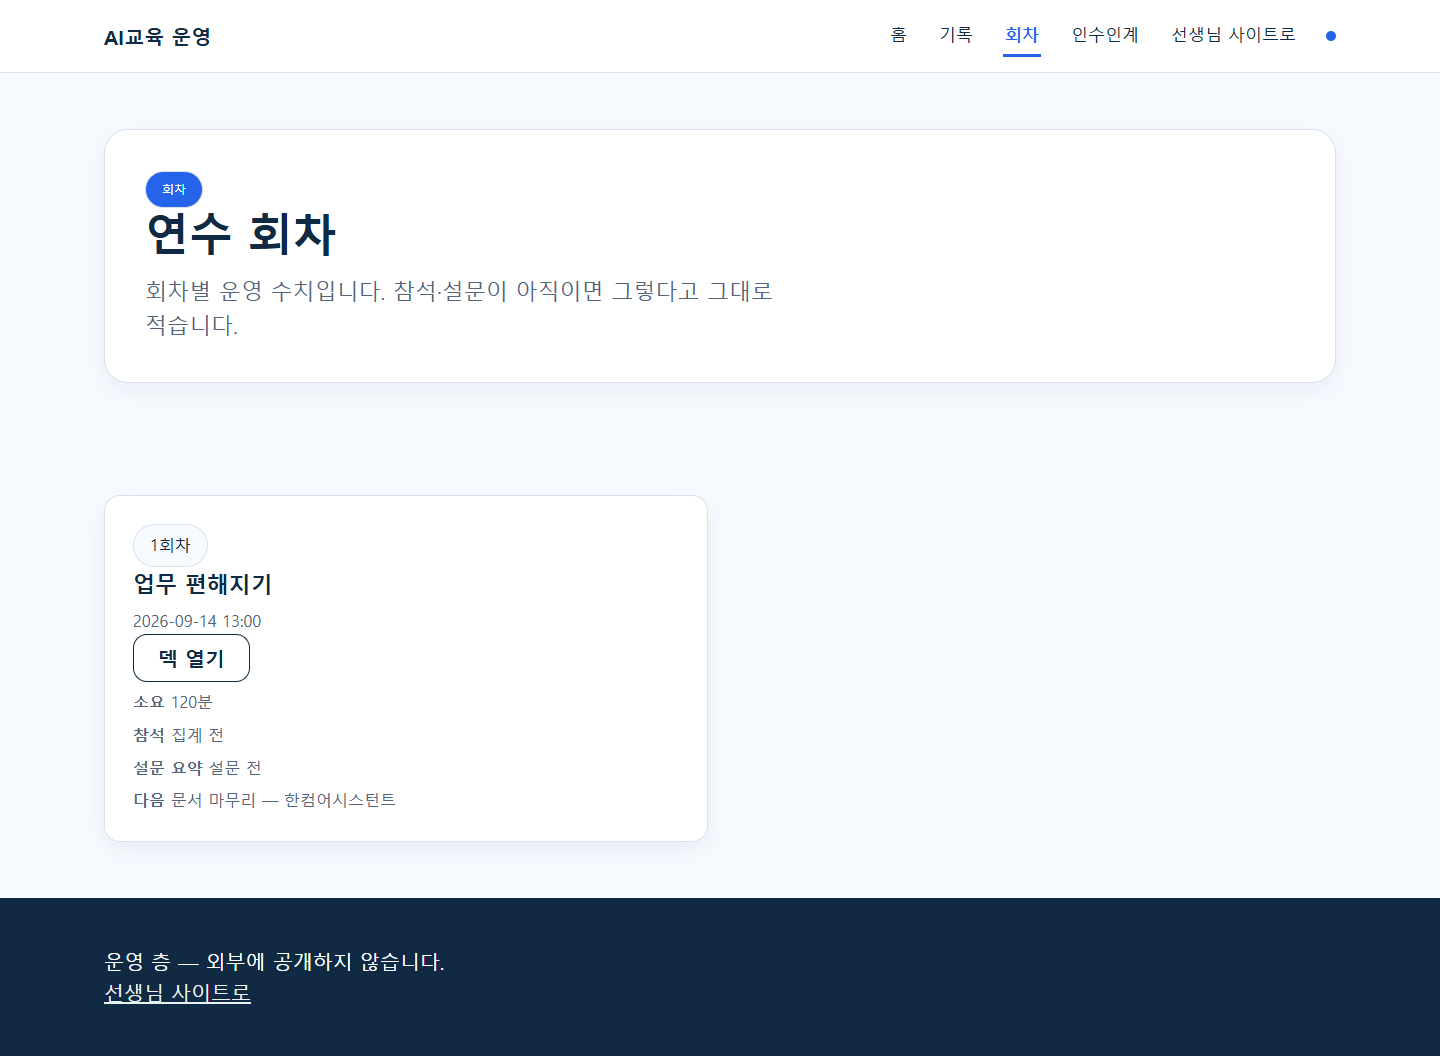 AI교육 운영
홈 기록 회차 인수인계 선생님 사이트로
회차
연수 회차
회차별 운영 수치입니다. 참석·설문이 아직이면 그렇다고 그대로
적습니다.
1회차
업무 편해지기
2026-09-14 13:00
덱 열기
소요 120분
참석 집계 전
설문 요약 설문 전
다음 문서 마무리 — 한컴어시스턴트
운영 층 — 외부에 공개하지 않습니다.
선생님 사이트로